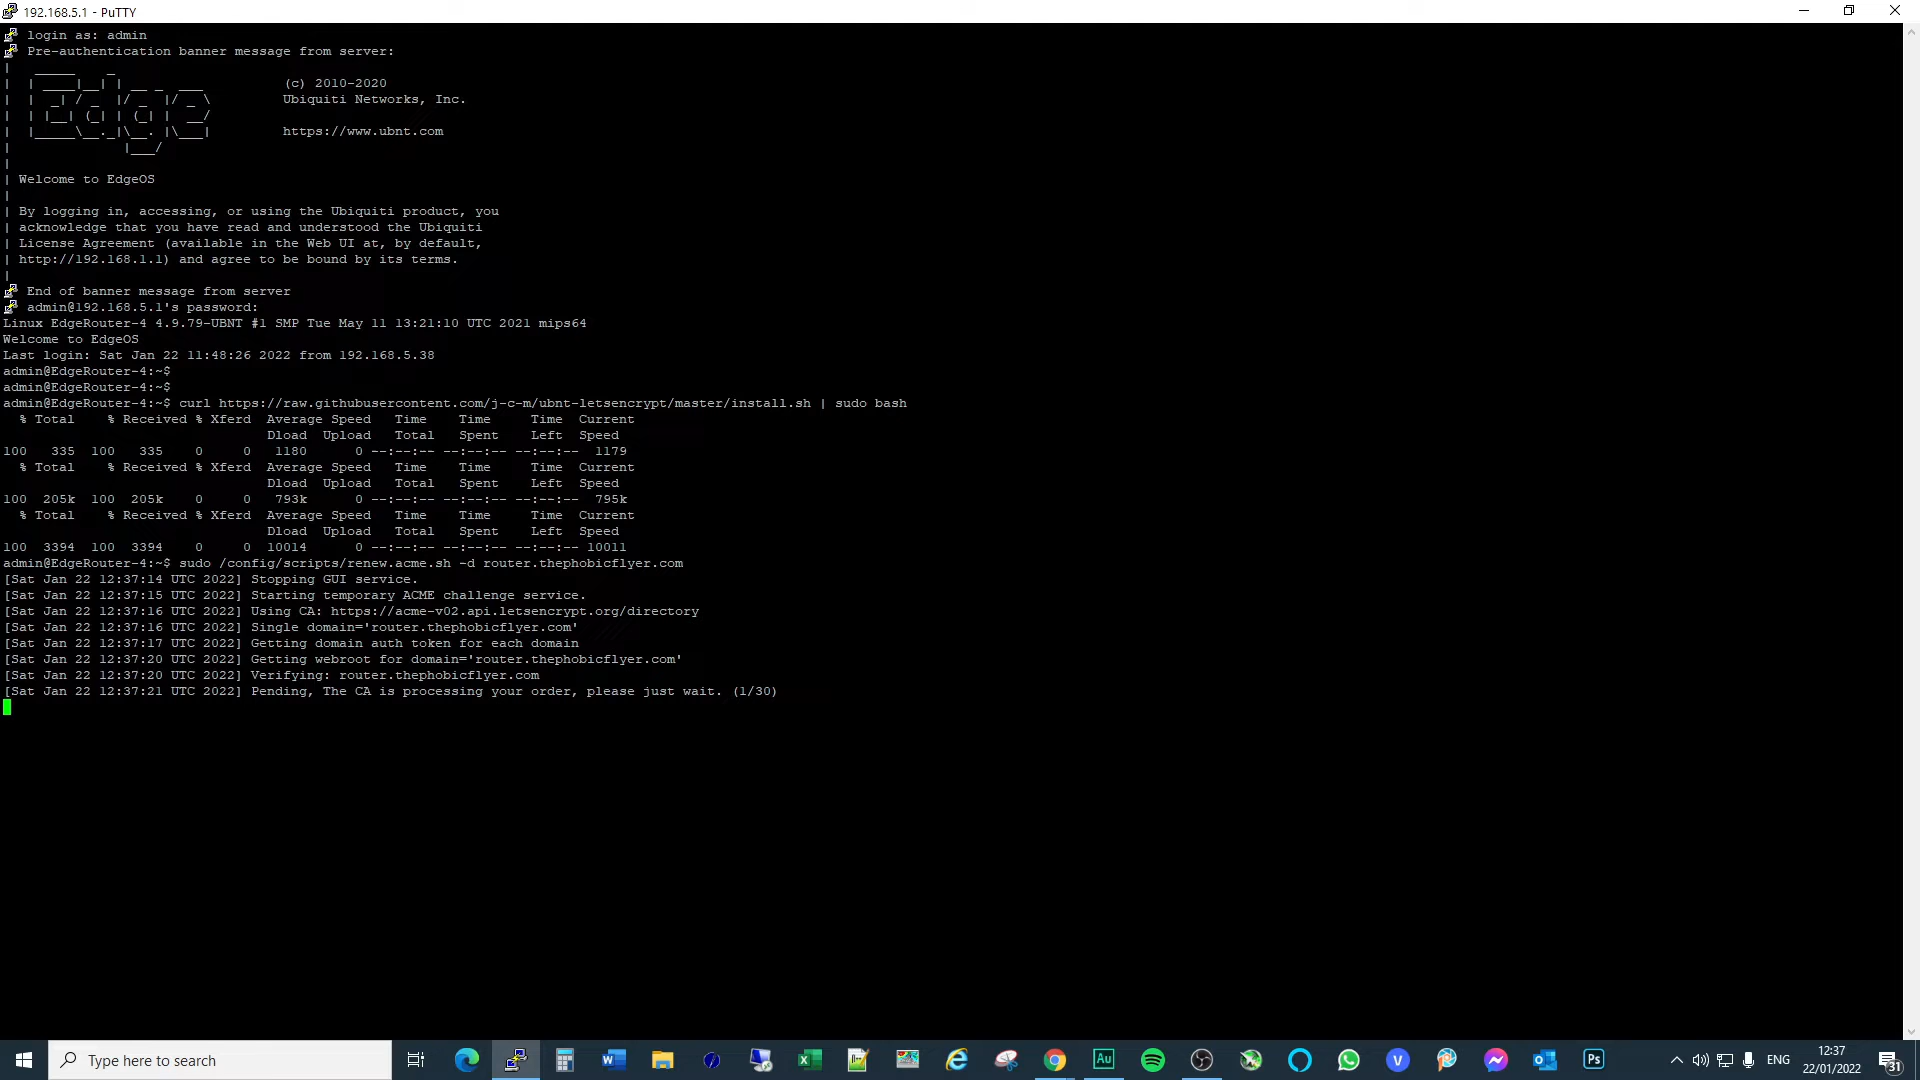 192.168.5.1 - PuTTY
login as: admin
Pre-authentication banner message from server:
|
|   _____    _
|  | ____|__| | __ _  ___          (c) 2010-2020
|  |  _| / _  |/ _  |/ _ \         Ubiquiti Networks, Inc.
|  | |__| (_| | (_| |  __/
|  |_____\__._|\__. |\___|         https://www.ubnt.com
|              |___/
|
| Welcome to EdgeOS
|
| By logging in, accessing, or using the Ubiquiti product, you
| acknowledge that you have read and understood the Ubiquiti
| License Agreement (available in the Web UI at, by default,
| http://192.168.1.1) and agree to be bound by its terms.
|
End of banner message from server
admin@192.168.5.1's password:
Linux EdgeRouter-4 4.9.79-UBNT #1 SMP Tue May 11 13:21:10 UTC 2021 mips64
Welcome to EdgeOS
Last login: Sat Jan 22 11:48:26 2022 from 192.168.5.38
admin@EdgeRouter-4:~$
admin@EdgeRouter-4:~$
admin@EdgeRouter-4:~$ curl https://raw.githubusercontent.com/j-c-m/ubnt-letsencrypt/master/install.sh | sudo bash
  % Total    % Received % Xferd  Average Speed   Time    Time     Time  Current
                                 Dload  Upload   Total   Spent    Left  Speed
100   335  100   335    0     0   1180      0 --:--:-- --:--:-- --:--:--  1179
  % Total    % Received % Xferd  Average Speed   Time    Time     Time  Current
                                 Dload  Upload   Total   Spent    Left  Speed
100  205k  100  205k    0     0   793k      0 --:--:-- --:--:-- --:--:--  795k
  % Total    % Received % Xferd  Average Speed   Time    Time     Time  Current
                                 Dload  Upload   Total   Spent    Left  Speed
100  3394  100  3394    0     0  10014      0 --:--:-- --:--:-- --:--:-- 10011
admin@EdgeRouter-4:~$ sudo /config/scripts/renew.acme.sh -d router.thephobicflyer.com
[Sat Jan 22 12:37:14 UTC 2022] Stopping GUI service.
[Sat Jan 22 12:37:15 UTC 2022] Starting temporary ACME challenge service.
[Sat Jan 22 12:37:16 UTC 2022] Using CA: https://acme-v02.api.letsencrypt.org/directory
[Sat Jan 22 12:37:16 UTC 2022] Single domain='router.thephobicflyer.com'
[Sat Jan 22 12:37:17 UTC 2022] Getting domain auth token for each domain
[Sat Jan 22 12:37:20 UTC 2022] Getting webroot for domain='router.thephobicflyer.com'
[Sat Jan 22 12:37:20 UTC 2022] Verifying: router.thephobicflyer.com
[Sat Jan 22 12:37:21 UTC 2022] Pending, The CA is processing your order, please just wait. (1/30)
Type here to search
Au
Ps
ENG
12:37
22/01/2022
31